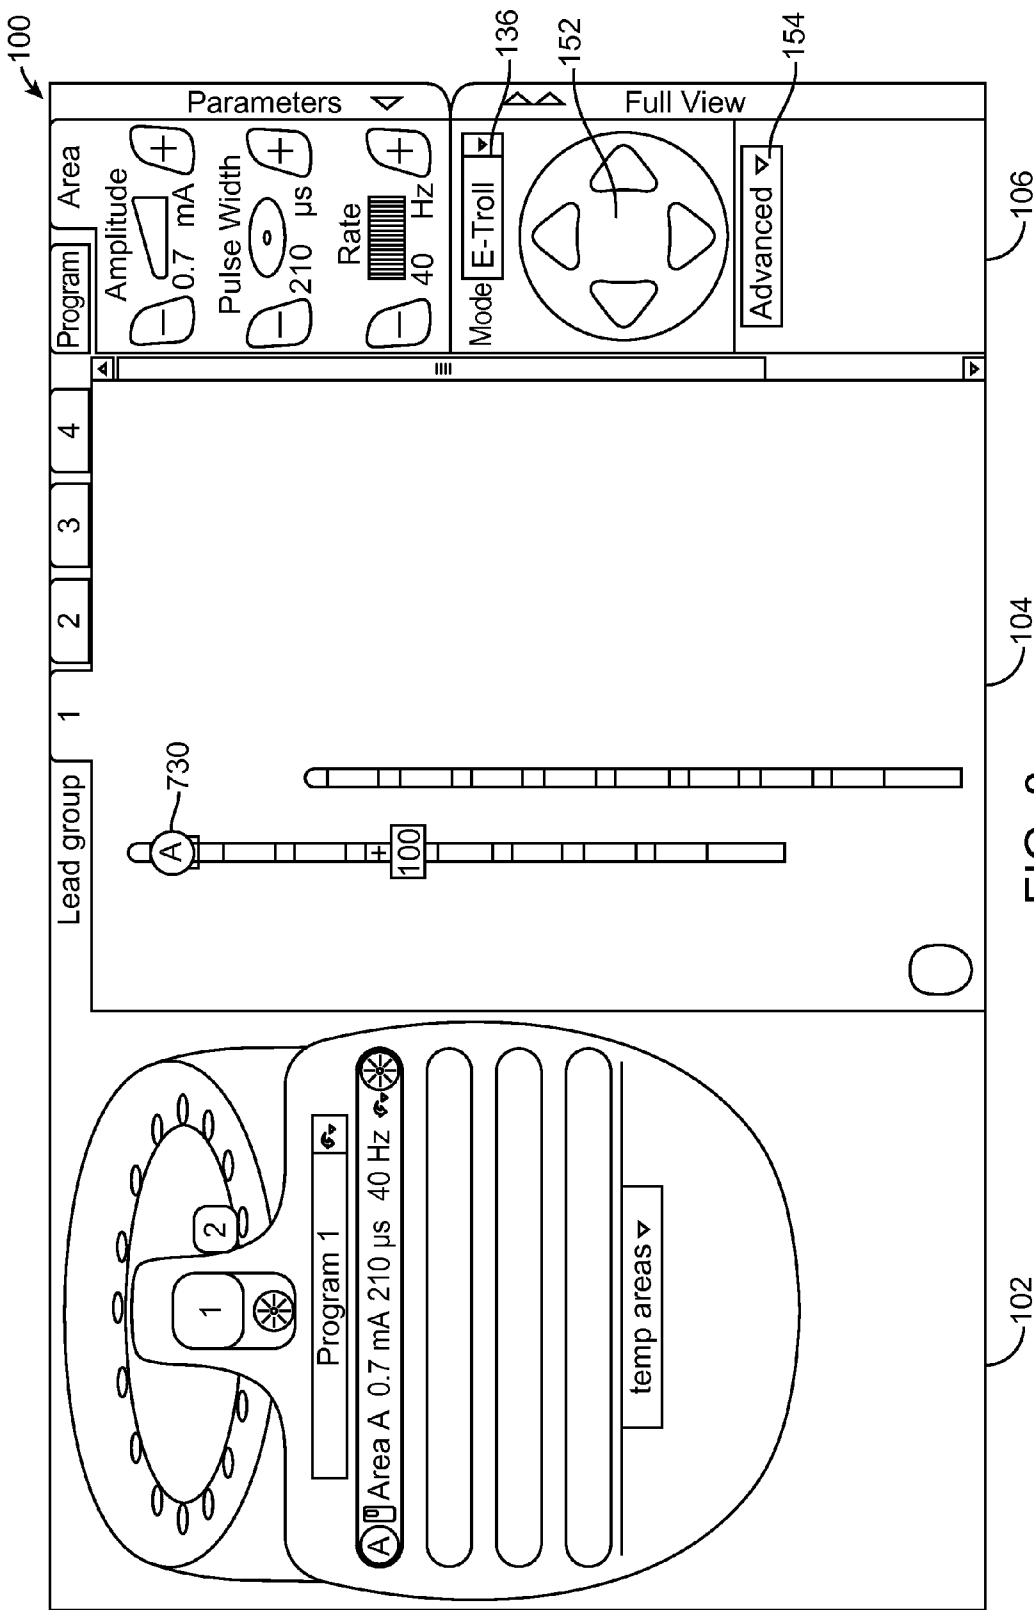 100
Lead group
1
2
3
4
Program
Area
1
2
Program 1
A Area A 0.7 mA 210 µs 40 Hz
temp areas
A
730
+
100
Amplitude
− 0.7 mA +
Pulse Width
− 210 µs +
Rate
− 40 Hz +
Parameters
Mode E-Troll
136
152
Full View
Advanced
154
102
104
106